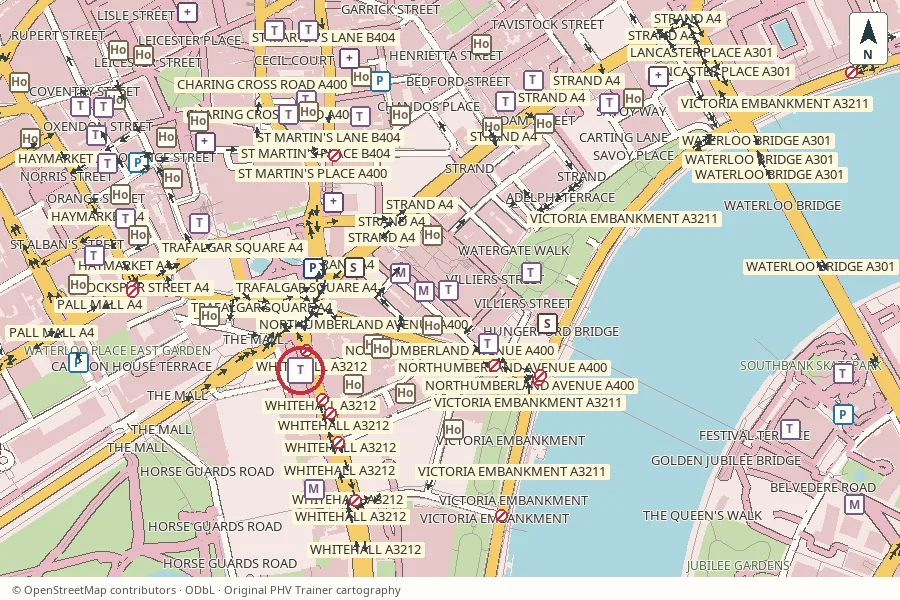 GARRICK STREET
LISLE STREET
TAVISTOCK STREET
STRAND A4
RUPERT STREET
LEICESTER PLACE
LANE B404
STRAND A4
LANCASTER PLACE A301
N
CECIL COURT
HENRIETTA STREET
CHARING CROSS ROAD A400
BEDFORD STREET
STRAND A4
COVENTRY STREET
STRAND A4
VICTORIA EMBANKMENT A3211
OXENDON STREET
ST MARTIN'S LANE B404
STRAND A4
CARTING LANE
WATERLOO BRIDGE A301
HAYMARKET
ST MARTIN'S PLACE B404
SAVOY PLACE
WATERLOO BRIDGE A301
NORRIS STREET
ST MARTIN'S PLACE A400
STRAND
STRAND
WATERLOO BRIDGE A301
ORANGE STREET
ADELPHI TERRACE
STRAND A4
WATERLOO BRIDGE
HAYMARKET A4
STRAND A4
VICTORIA EMBANKMENT A3211
ST ALBAN'S STREET
TRAFALGAR SQUARE A4
STRAND A4
WATERGATE WALK
HAYMARKET A4
WATERLOO BRIDGE A301
COCKSPUR STREET A4
TRAFALGAR SQUARE A4
VILLIERS STREET
PALL MALL A4
TRAFALGAR SQUARE A4
VILLIERS STREET
PALL MALL A4
NORTHUMBERLAND AVENUE A400
HUNGERFORD BRIDGE
THE MALL
WATERLOO PLACE EAST GARDEN
NORTHUMBERLAND AVENUE A400
CARLTON HOUSE TERRACE
WHITEHALL A3212
NORTHUMBERLAND AVENUE A400
SOUTHBANK SKATEPARK
NORTHUMBERLAND AVENUE A400
THE MALL
WHITEHALL A3212
VICTORIA EMBANKMENT A3211
THE MALL
WHITEHALL A3212
FESTIVAL TERRACE
THE MALL
WHITEHALL A3212
VICTORIA EMBANKMENT
GOLDEN JUBILEE BRIDGE
HORSE GUARDS ROAD
WHITEHALL A3212
VICTORIA EMBANKMENT A3211
BELVEDERE ROAD
WHITEHALL A3212
VICTORIA EMBANKMENT
WHITEHALL A3212
VICTORIA EMBANKMENT
THE QUEEN'S WALK
HORSE GUARDS ROAD
WHITEHALL A3212
HORSE GUARDS ROAD
JUBILEE GARDENS
© OpenStreetMap contributors · ODbL · Original PHV Trainer cartography